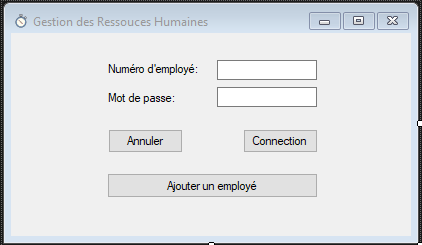 Gestion des Ressouces Humaines
Numéro d'employé:
Mot de passe:
Annuler Connection
Ajouter un employé